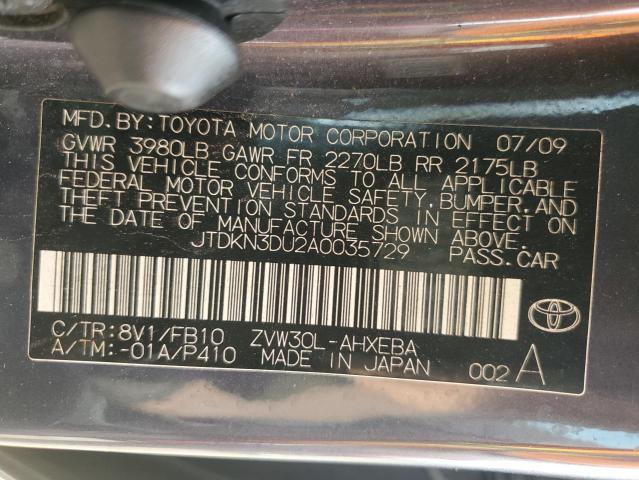 MFD.BY:TOYOTA MOTOR CORPORATION 07/09
GVWR 3980LB GAWR FR 2270LB RR 2175LB
THIS VEHICLE CONFORMS TO ALL APPLICABLE
FEDERAL MOTOR VEHICLE SAFETY,BUMPER,AND
THEFT PREVENTION STANDARDS IN EFFECT ON
THE DATE OF MANUFACTURE SHOWN ABOVE.
JTDKN3DU2A0035729 PASS.CAR
C/TR:8V1/FB10 ZVW30L-AHXEBA
A/TM:-01A/P410 MADE IN JAPAN 002 A